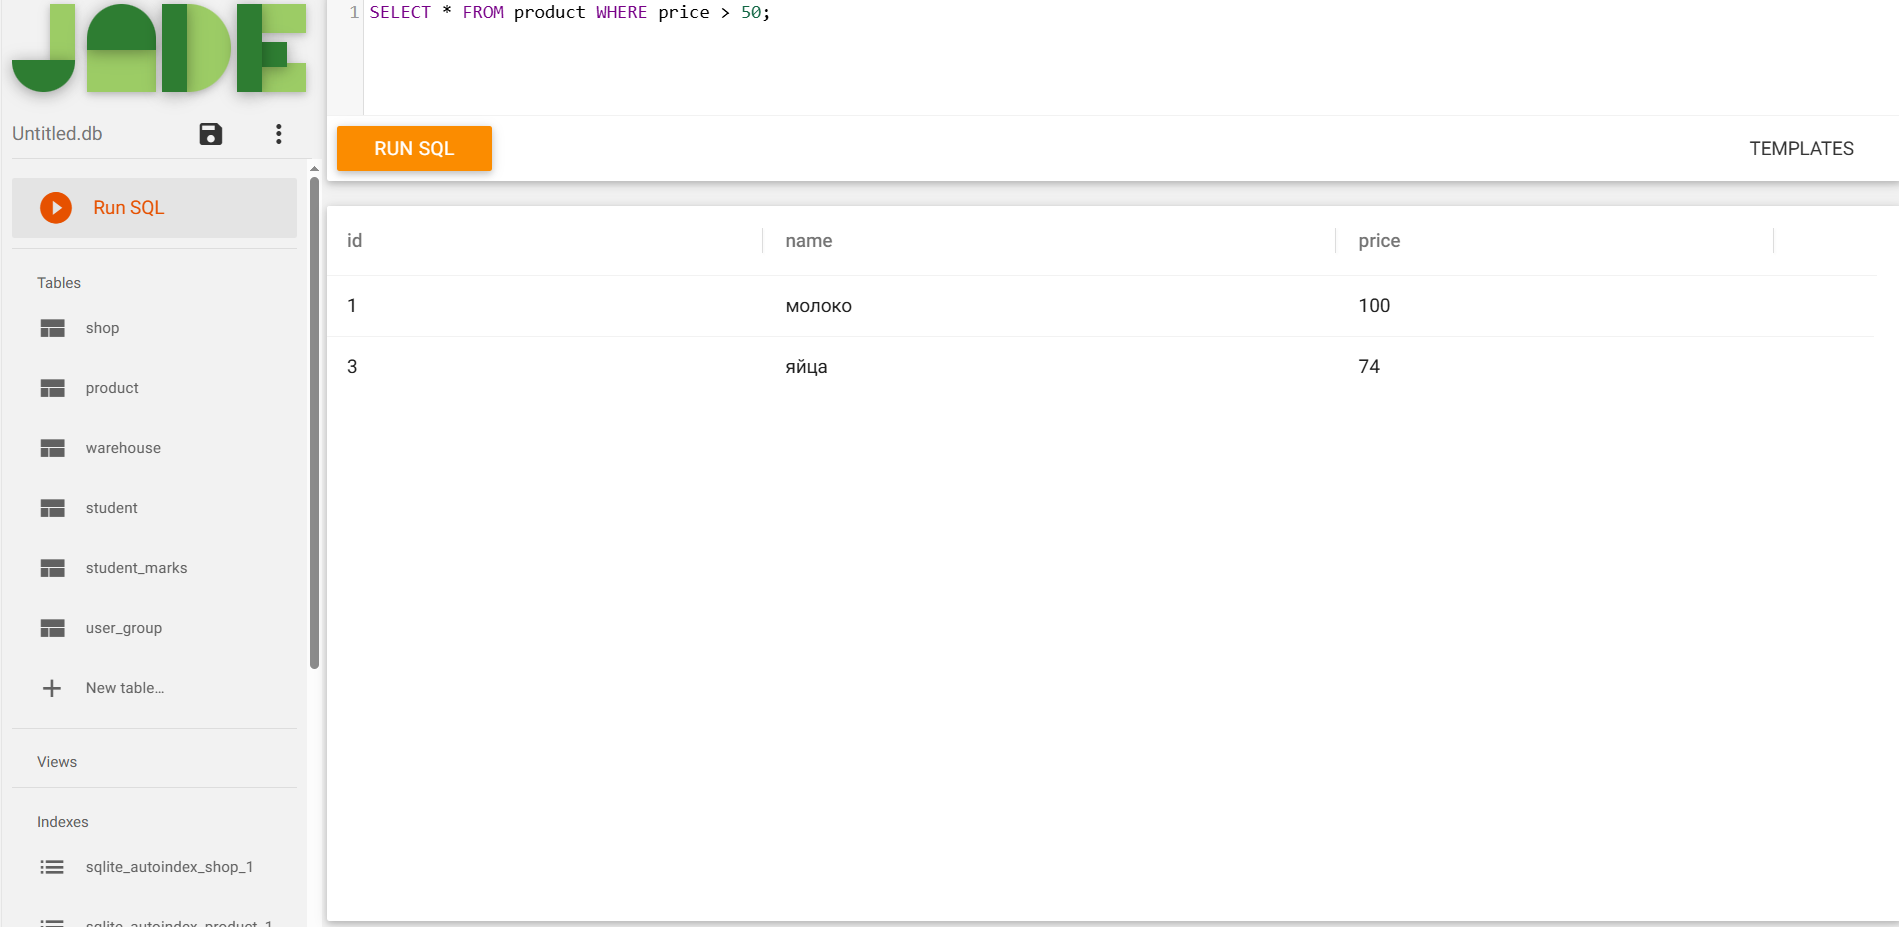 JADE
1 SELECT * FROM product WHERE price > 50;
Untitled.db
RUN SQL
TEMPLATES
Run SQL
Tables
shop
product
warehouse
student
student_marks
user_group
New table...
Views
Indexes
sqlite_autoindex_shop_1
sqlite_autoindex_product_1
id name price
1 молоко 100
3 яйца 74